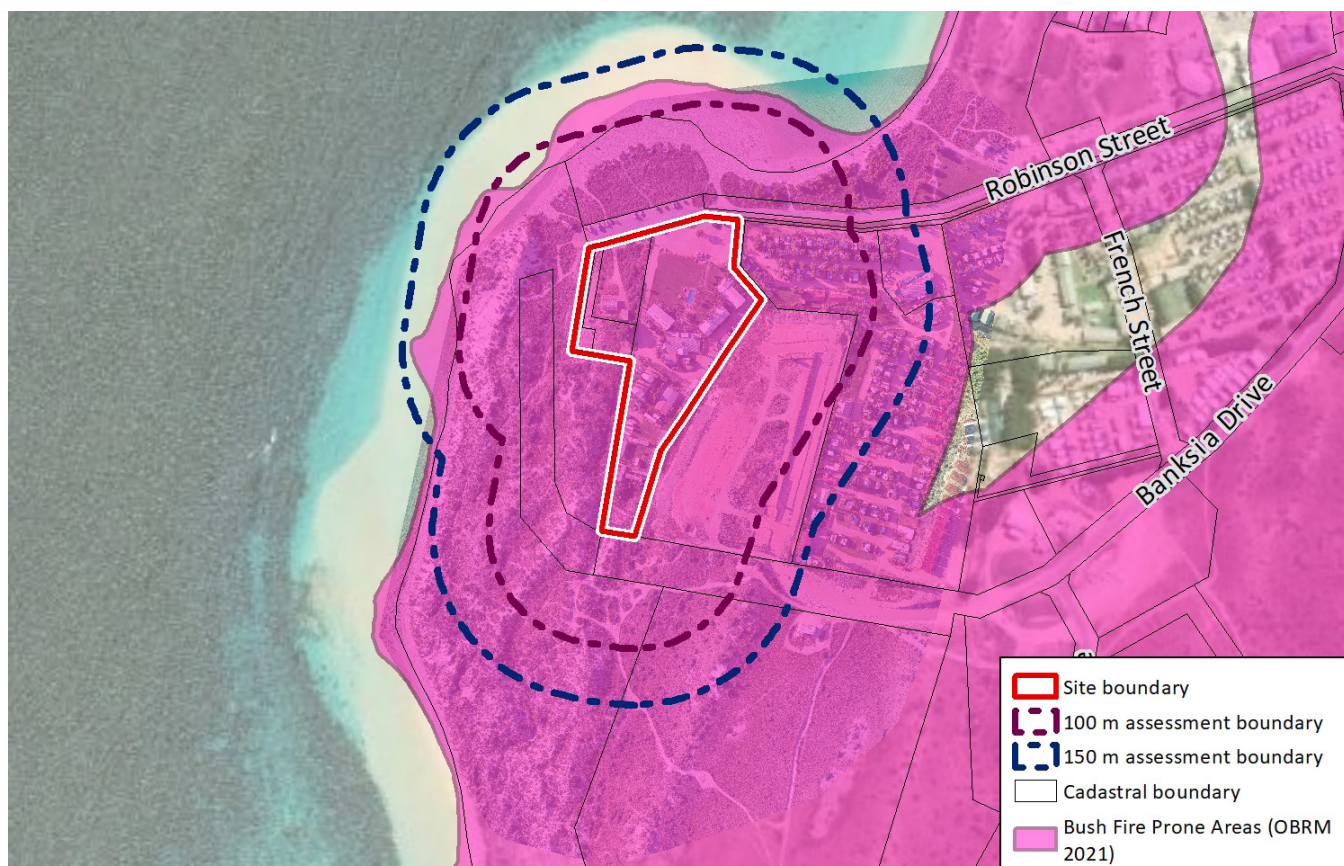 Robinson Street
French Street
Banksia Drive
Site boundary
100 m assessment boundary
150 m assessment boundary
Cadastral boundary
Bush Fire Prone Areas (OBRM
2021)